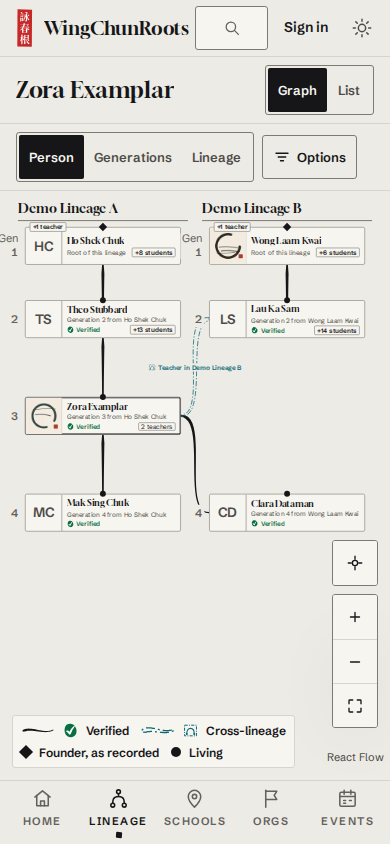 詠春根
WingChunRoots
Sign in
Zora Examplar
Graph
List
Person
Generations
Lineage
Options
Demo Lineage A
Demo Lineage B
Gen
1
+1 teacher
HC
Ho Shek Chuk
Root of this lineage
+8 students
Gen
1
+1 teacher
Wong Laam Kwai
Root of this lineage
+6 students
2
TS
Theo Stubbard
Generation 2 from Ho Shek Chuk
Verified
+13 students
2
LS
Lau Ka Sam
Generation 2 from Wong Laam Kwai
Verified
+14 students
Teacher in Demo Lineage B
3
Zora Examplar
Generation 3 from Ho Shek Chuk
Verified
2 teachers
4
MC
Mak Sing Chuk
Generation 4 from Ho Shek Chuk
Verified
4
CD
Clara Dataman
Generation 4 from Wong Laam Kwai
Verified
Verified
Cross-lineage
Founder, as recorded
Living
React Flow
HOME
LINEAGE
SCHOOLS
ORGS
EVENTS